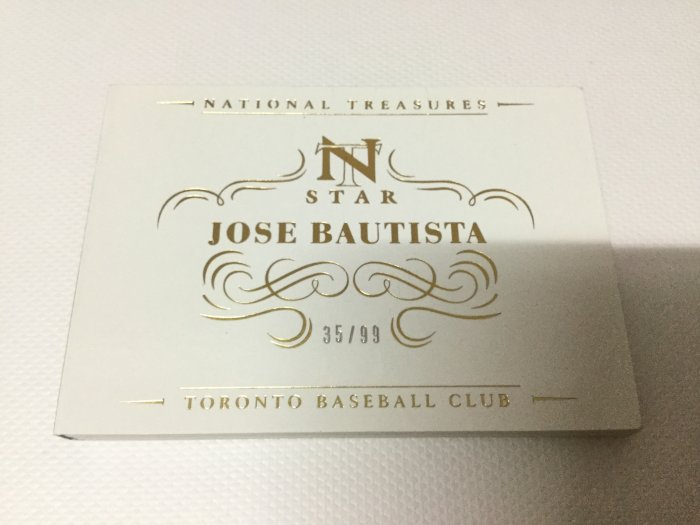 NATIONAL TREASURES
NT
STAR
JOSE BAUTISTA
35/99
TORONTO BASEBALL CLUB